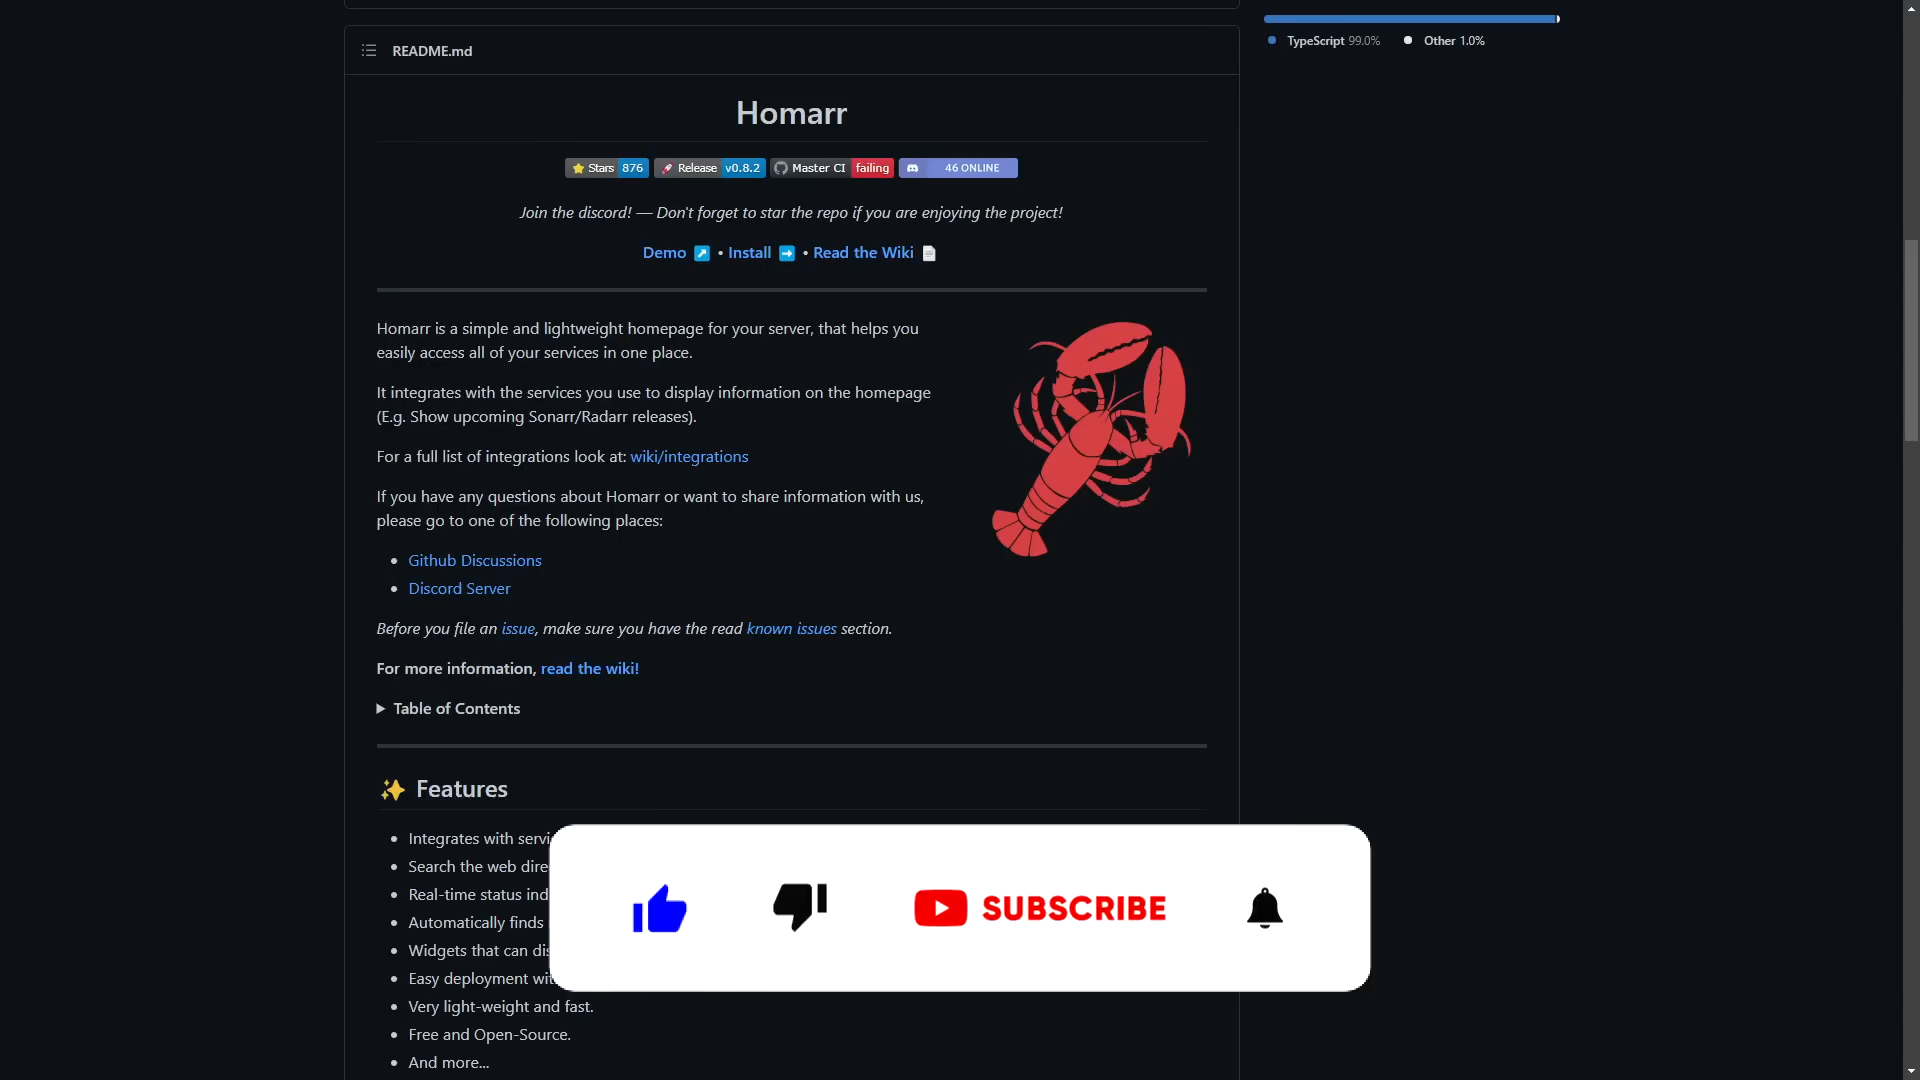 TypeScript 99.0% Other 1.0%
README.md
Homarr
Stars 876 Release v0.8.2 Master CI failing 46 ONLINE
Join the discord! — Don't forget to star the repo if you are enjoying the project!
Demo ↗ • Install ➡ • Read the Wiki
Homarr is a simple and lightweight homepage for your server, that helps you
easily access all of your services in one place.
It integrates with the services you use to display information on the homepage
(E.g. Show upcoming Sonarr/Radarr releases).
For a full list of integrations look at: wiki/integrations
If you have any questions about Homarr or want to share information with us,
please go to one of the following places:
• Github Discussions
• Discord Server
Before you file an issue, make sure you have the read known issues section.
For more information, read the wiki!
Table of Contents
✨ Features
• Integrates with
• Search the web
• Real-time status
• Automatically finds
• Widgets that can
• Easy deployment
• Very light-weight and fast.
• Free and Open-Source.
• And more...
SUBSCRIBE